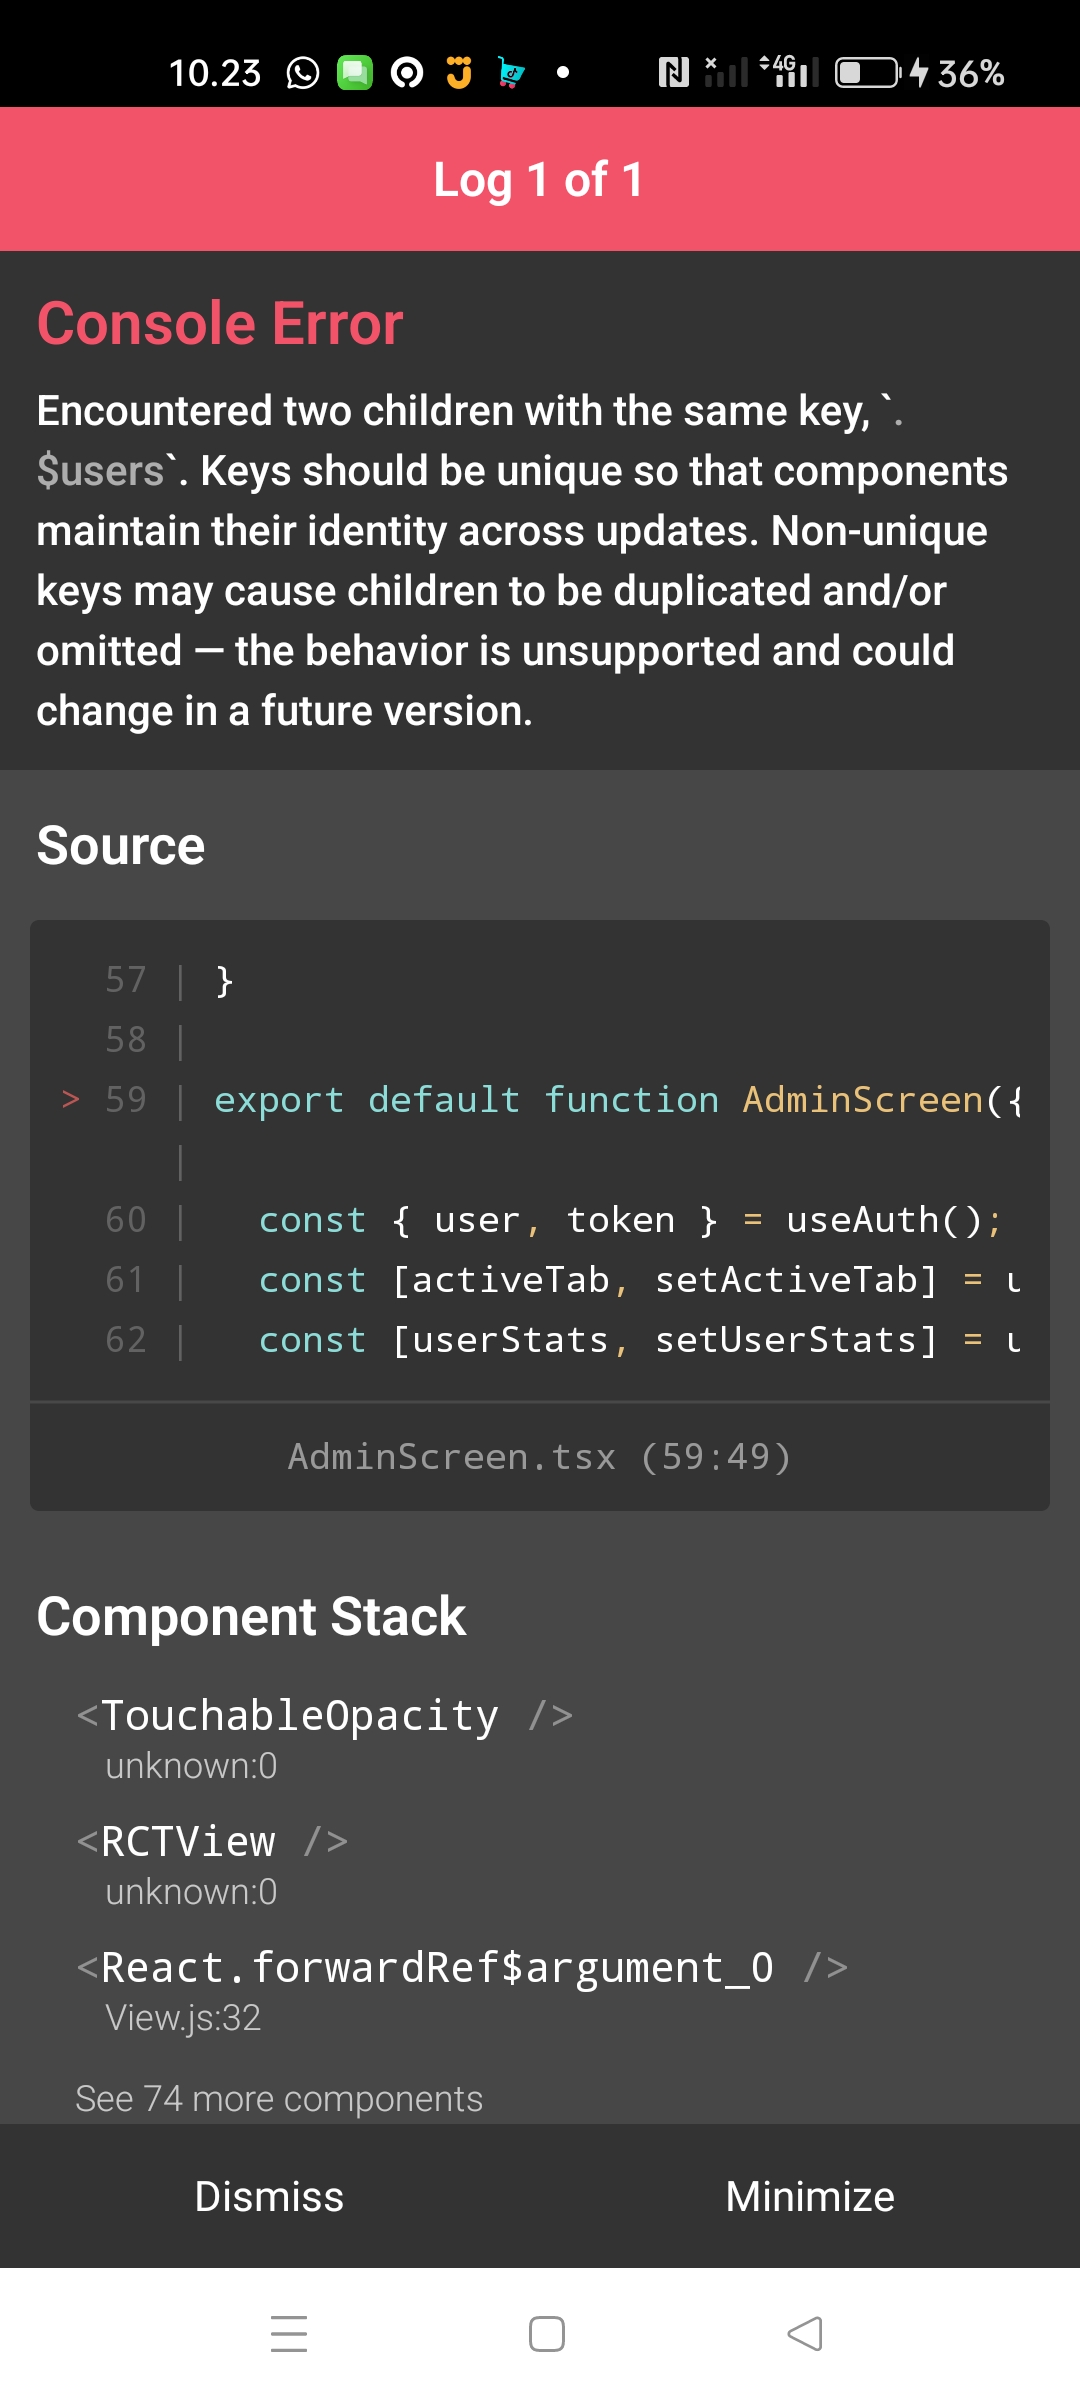 10.23 4G 36%
Log 1 of 1
Console Error
Encountered two children with the same key, `.
$users`. Keys should be unique so that components
maintain their identity across updates. Non-unique
keys may cause children to be duplicated and/or
omitted — the behavior is unsupported and could
change in a future version.
Source
57 | }
58 |
> 59 | export default function AdminScreen({
|
60 | const { user, token } = useAuth();
61 | const [activeTab, setActiveTab] = u
62 | const [userStats, setUserStats] = u
AdminScreen.tsx (59:49)
Component Stack
<TouchableOpacity />
unknown:0
<RCTView />
unknown:0
<React.forwardRef$argument_0 />
View.js:32
See 74 more components
Dismiss Minimize